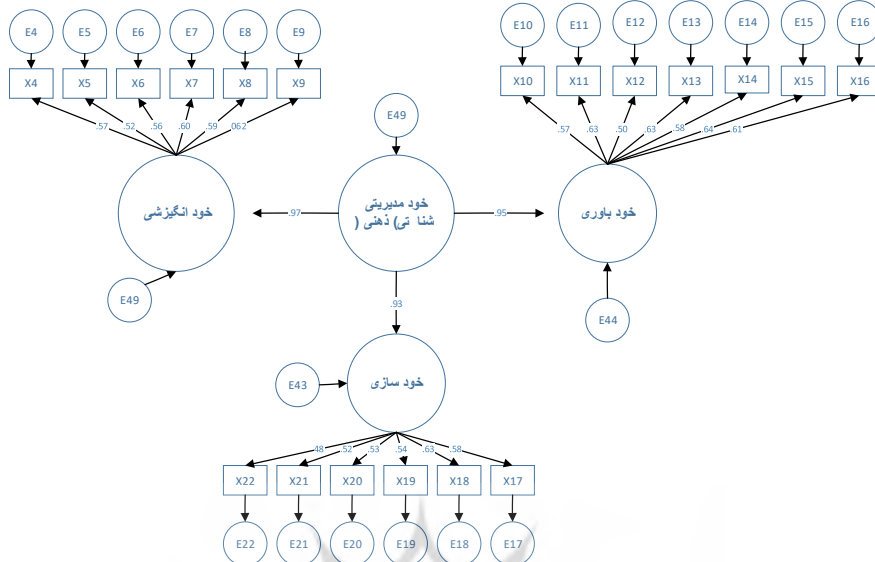 E4 E5 E6 E7 E8 E9
X4 X5 X6 X7 X8 X9
.57 .52 .56 .60 .59 .062
خود انگیزشی
E49
E10 E11 E12 E13 E14 E15 E16
X10 X11 X12 X13 X14 X15 X16
.57 .63 .50 .63 .58 .64 .61
خود باوری
E44
E49
خود مدیریتی
شنا تی) ذهنی (
.97
.95
.93
خود سازی
E43
.48 .52 .53 .54 .63 .58
X22 X21 X20 X19 X18 X17
E22 E21 E20 E19 E18 E17